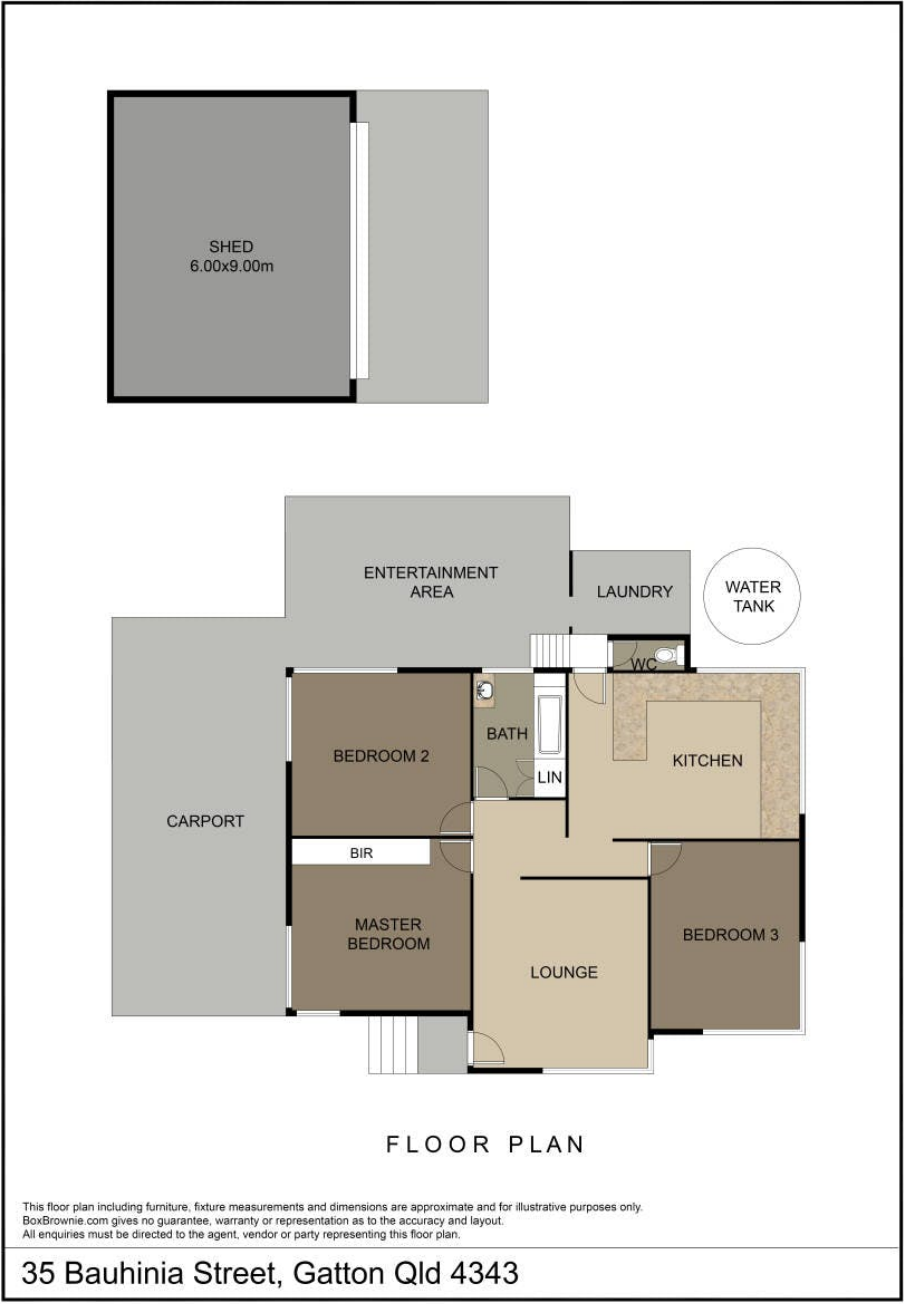 SHED
6.00x9.00m
ENTERTAINMENT
AREA
LAUNDRY
WATER
TANK
WC
BATH
LIN
KITCHEN
BEDROOM 2
CARPORT
BIR
MASTER
BEDROOM
BEDROOM 3
LOUNGE
FLOOR PLAN
This floor plan including furniture, fixture measurements and dimensions are approximate and for illustrative purposes only.
BoxBrownie.com gives no guarantee, warranty or representation as to the accuracy and layout.
All enquiries must be directed to the agent, vendor or party representing this floor plan.
35 Bauhinia Street, Gatton Qld 4343